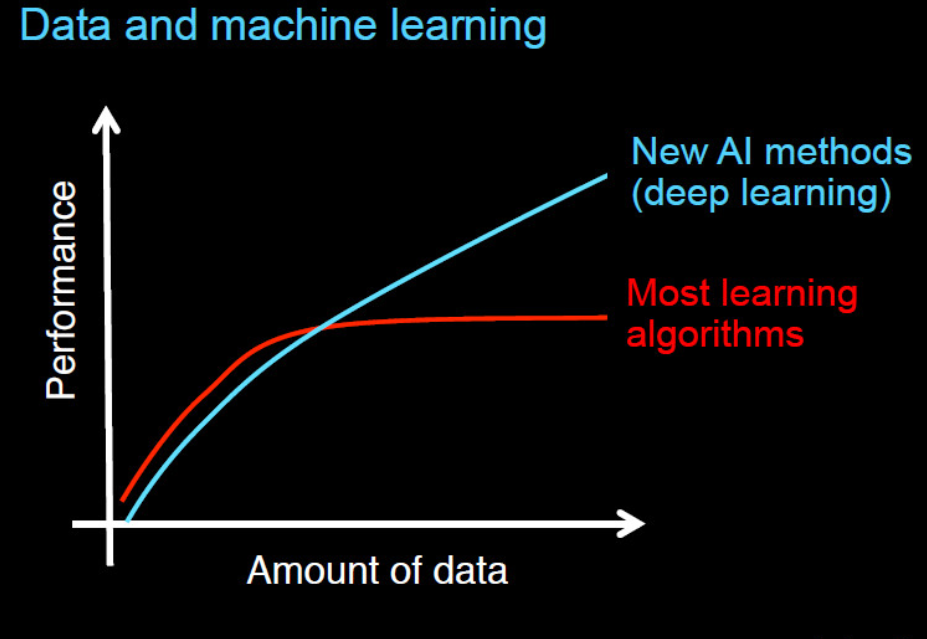 Data and machine learning
Performance
New AI methods
(deep learning)
Most learning
algorithms
Amount of data